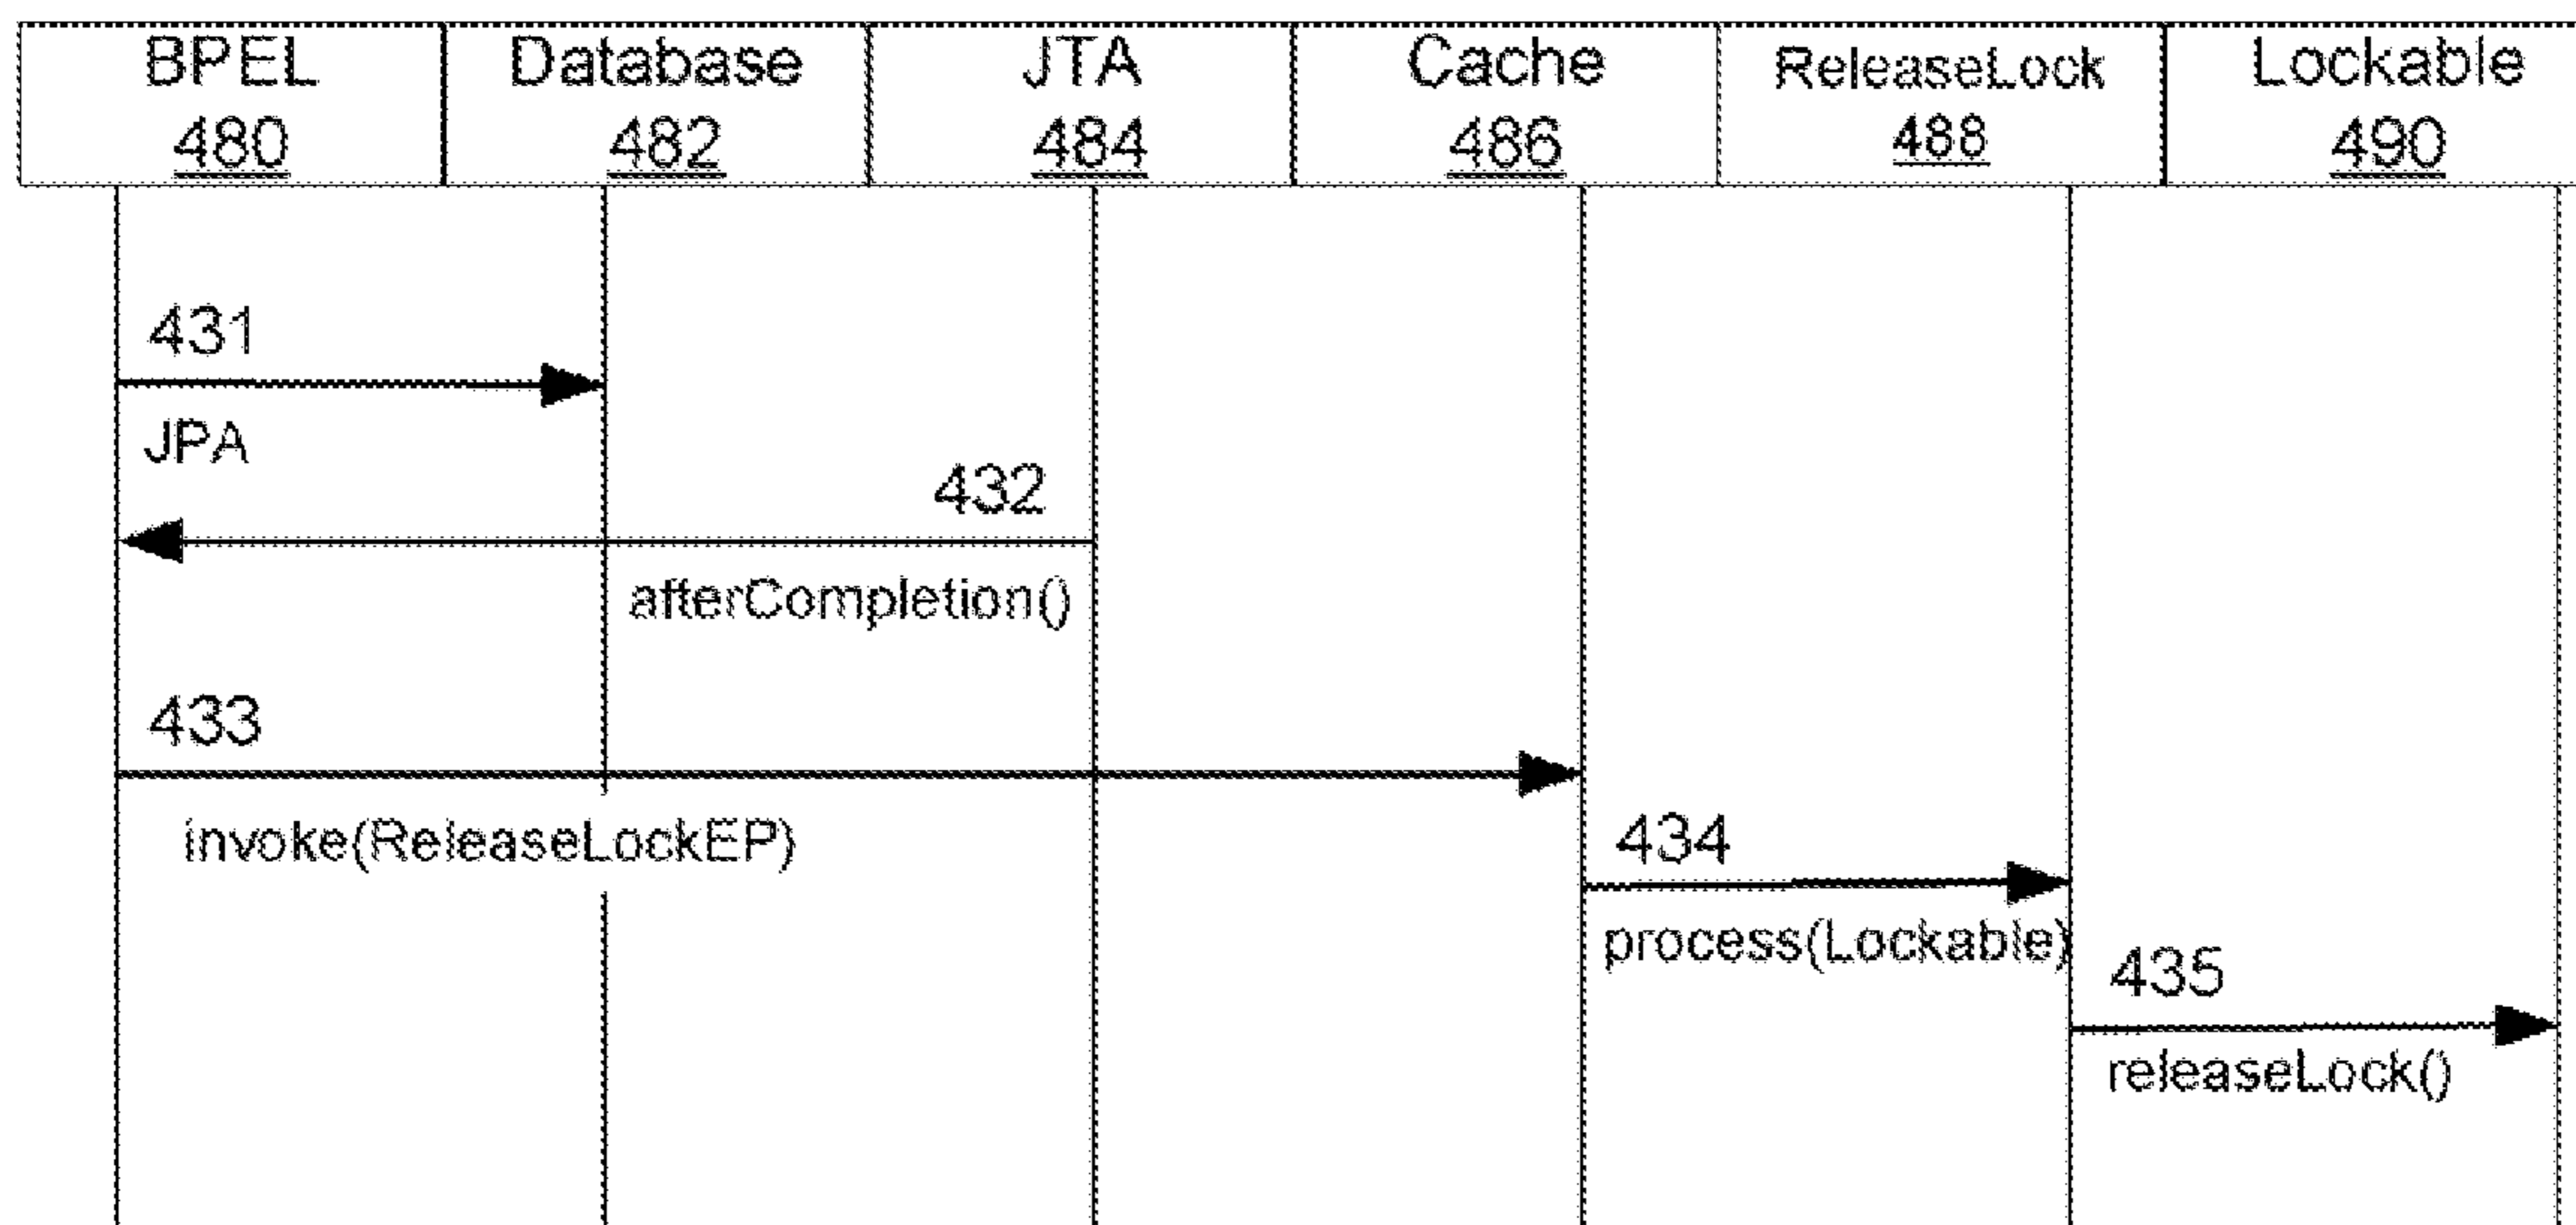 BPEL
480
Database
482
JTA
484
Cache
486
ReleaseLock
488
Lockable
490
431
JPA
432
afterCompletion()
433
invoke(ReleaseLockEP)
434
process(Lockable)
435
releaseLock()